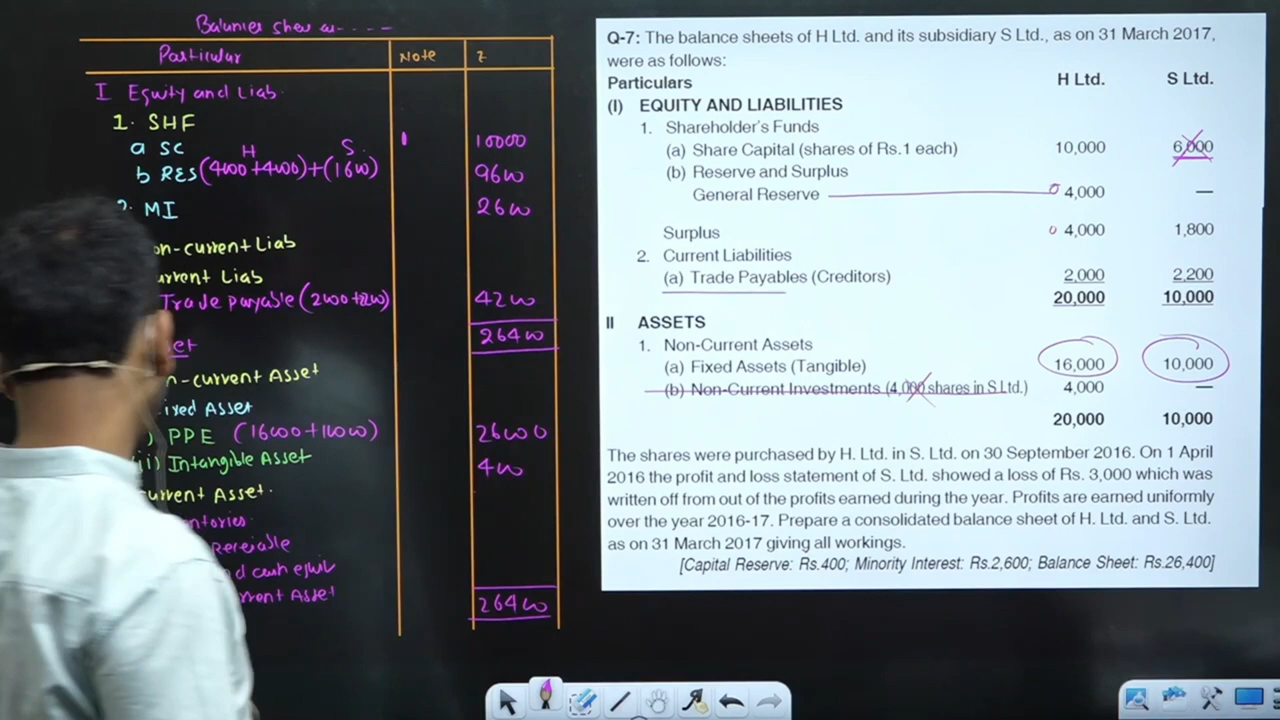 Balances sheet as - - - - -
Particular Note ₹
I Equity and Liab.
1. SHF
a SC 1 10000
H S
b RES (4000+4000)+(1600) 9600
2. MI 2600
on-current Liab
urrent Liab
Trade payable (2000+2200) 4200
26400
et
n-current Asset
ixed Asset
) PPE (16000+10000) 26000
ii) Intangible Asset 400
urrent Asset.
entories
d cash equiv
rrent Asset
26400
Q-7: The balance sheets of H Ltd. and its subsidiary S Ltd., as on 31 March 2017,
were as follows:
Particulars H Ltd. S Ltd.
(I) EQUITY AND LIABILITIES
1. Shareholder's Funds
(a) Share Capital (shares of Rs.1 each) 10,000 6,000
(b) Reserve and Surplus
General Reserve 4,000 —
Surplus 4,000 1,800
2. Current Liabilities
(a) Trade Payables (Creditors) 2,000 2,200
20,000 10,000
II ASSETS
1. Non-Current Assets
(a) Fixed Assets (Tangible) 16,000 10,000
(b) Non-Current Investments (4,000 shares in S Ltd.) 4,000 —
20,000 10,000
The shares were purchased by H. Ltd. in S. Ltd. on 30 September 2016. On 1 April
2016 the profit and loss statement of S. Ltd. showed a loss of Rs. 3,000 which was
written off from out of the profits earned during the year. Profits are earned uniformly
over the year 2016-17. Prepare a consolidated balance sheet of H. Ltd. and S. Ltd.
as on 31 March 2017 giving all workings.
[Capital Reserve: Rs.400; Minority Interest: Rs.2,600; Balance Sheet: Rs.26,400]